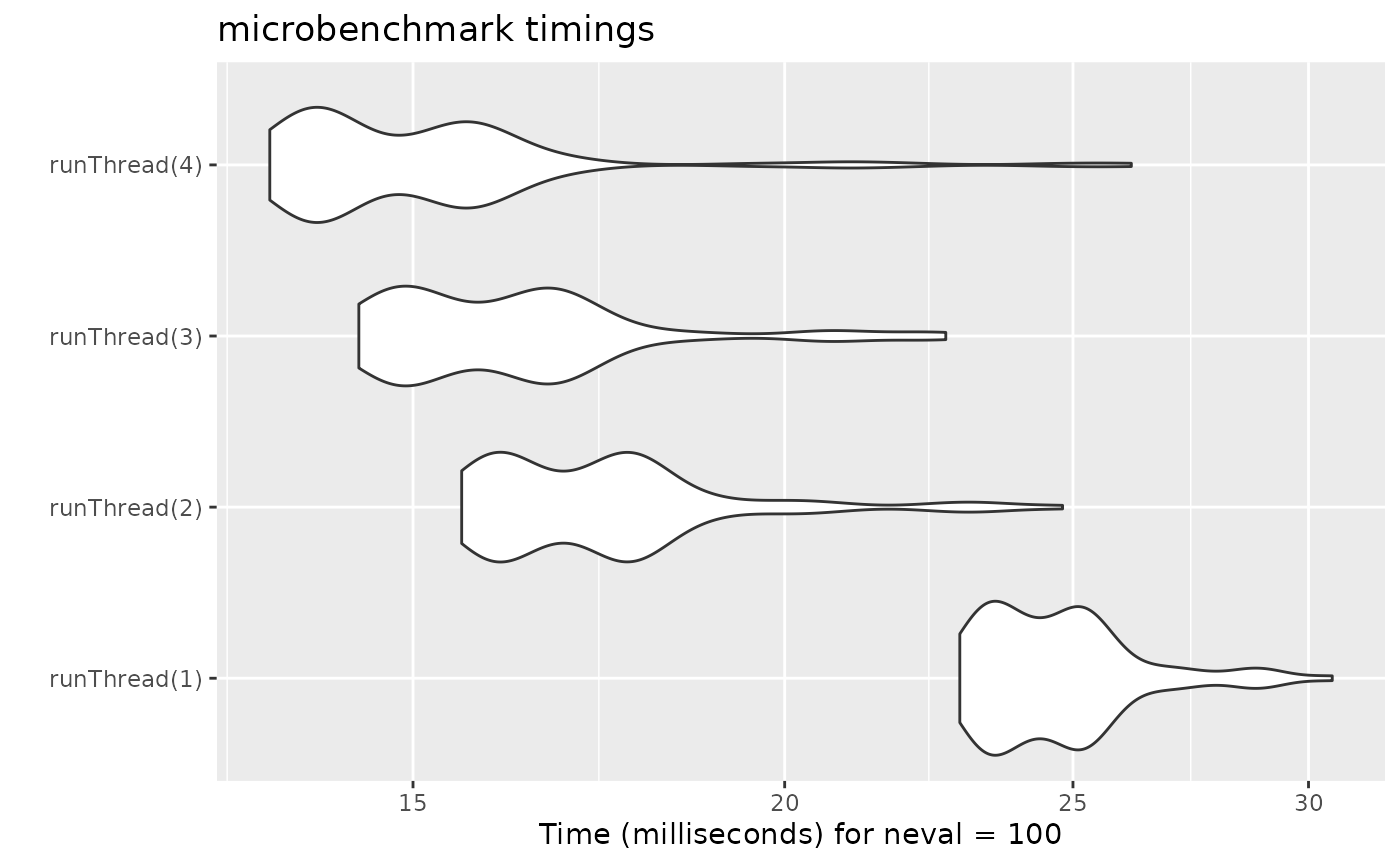 microbenchmark timings
runThread(4)
runThread(3)
runThread(2)
runThread(1)
15 20 25 30
Time (milliseconds) for neval = 100